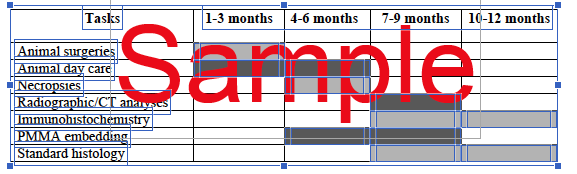 Tasks 1-3 months 4-6 months 7-9 months 10-12 months
Animal surgeries
Animal day care
Necropsies
Radiographic/CT analyses
Immunohistochemistry
PMMA embedding
Standard histology
Sample